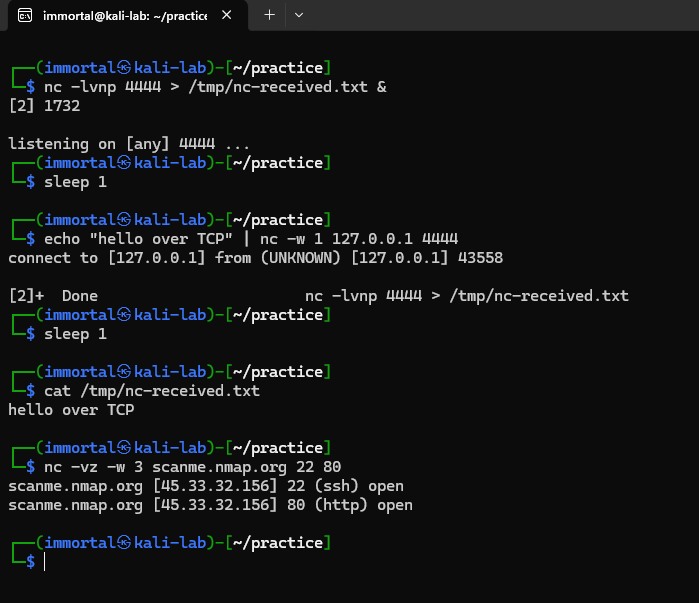 immortal@kali-lab: ~/practice
┌──(immortal㉿kali-lab)-[~/practice]
└─$ nc -lvnp 4444 > /tmp/nc-received.txt &
[2] 1732
listening on [any] 4444 ...
┌──(immortal㉿kali-lab)-[~/practice]
└─$ sleep 1
┌──(immortal㉿kali-lab)-[~/practice]
└─$ echo "hello over TCP" | nc -w 1 127.0.0.1 4444
connect to [127.0.0.1] from (UNKNOWN) [127.0.0.1] 43558
[2]+  Done                    nc -lvnp 4444 > /tmp/nc-received.txt
┌──(immortal㉿kali-lab)-[~/practice]
└─$ sleep 1
┌──(immortal㉿kali-lab)-[~/practice]
└─$ cat /tmp/nc-received.txt
hello over TCP
┌──(immortal㉿kali-lab)-[~/practice]
└─$ nc -vz -w 3 scanme.nmap.org 22 80
scanme.nmap.org [45.33.32.156] 22 (ssh) open
scanme.nmap.org [45.33.32.156] 80 (http) open
┌──(immortal㉿kali-lab)-[~/practice]
└─$